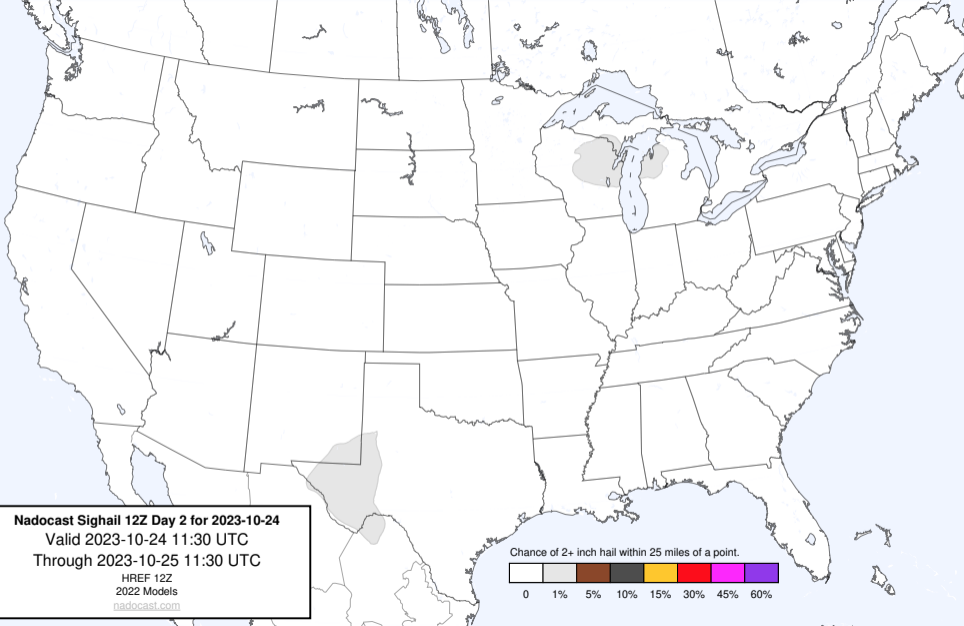 Nadocast Sighail 12Z Day 2 for 2023-10-24
Valid 2023-10-24 11:30 UTC
Through 2023-10-25 11:30 UTC
HREF 12Z
2022 Models
nadocast.com
Chance of 2+ inch hail within 25 miles of a point.
0 1% 5% 10% 15% 30% 45% 60%